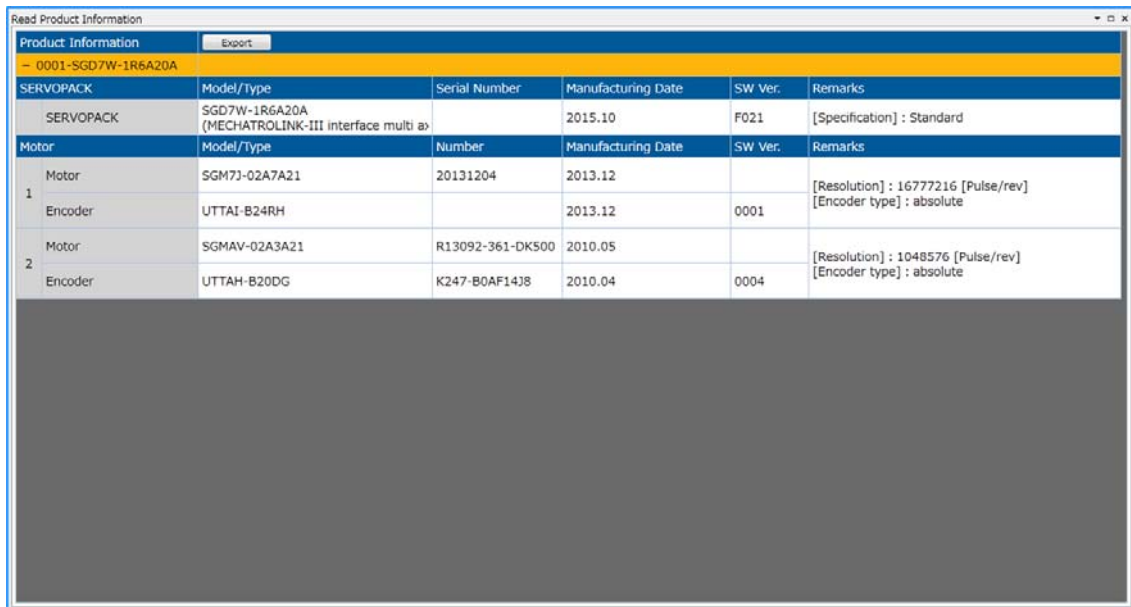 Read Product Information
Product Information Export
− 0001-SGD7W-1R6A20A
SERVOPACK Model/Type Serial Number Manufacturing Date SW Ver. Remarks
SERVOPACK SGD7W-1R6A20A 2015.10 F021 [Specification] : Standard
(MECHATROLINK-III interface multi
Motor Model/Type Number Manufacturing Date SW Ver. Remarks
1 Motor SGM7J-02A7A21 20131204 2013.12 [Resolution] : 16777216 [Pulse/rev]
Encoder UTTAI-B24RH 2013.12 0001 [Encoder type] : absolute
2 Motor SGMAV-02A3A21 R13092-361-DK500 2010.05 [Resolution] : 1048576 [Pulse/rev]
Encoder UTTAH-B20DG K247-B0AF14J8 2010.04 0004 [Encoder type] : absolute